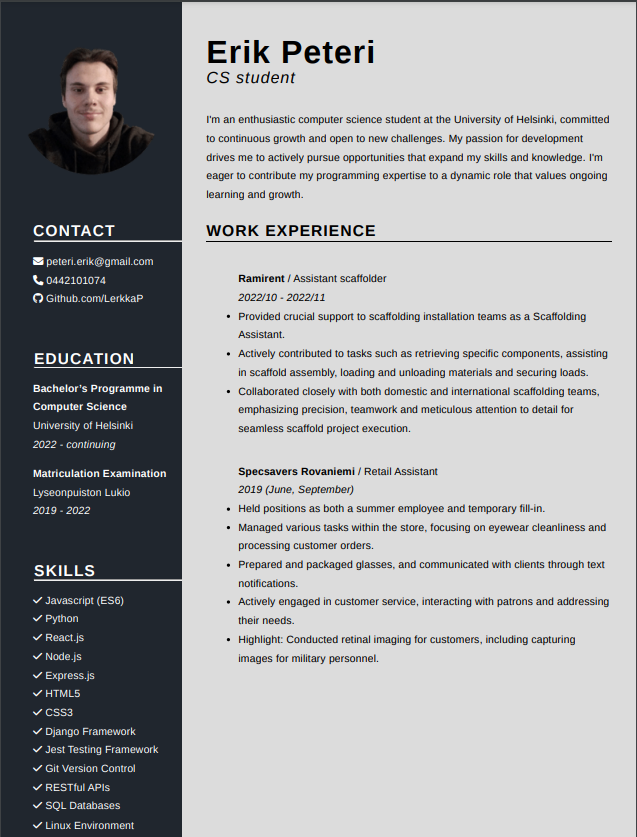 Erik Peteri
CS student
I'm an enthusiastic computer science student at the University of Helsinki, committed
to continuous growth and open to new challenges. My passion for development
drives me to actively pursue opportunities that expand my skills and knowledge. I'm
eager to contribute my programming expertise to a dynamic role that values ongoing
learning and growth.
CONTACT
peteri.erik@gmail.com
0442101074
Github.com/LerkkaP
EDUCATION
Bachelor's Programme in
Computer Science
University of Helsinki
2022 - continuing
Matriculation Examination
Lyseonpuiston Lukio
2019 - 2022
SKILLS
Javascript (ES6)
Python
React.js
Node.js
Express.js
HTML5
CSS3
Django Framework
Jest Testing Framework
Git Version Control
RESTful APIs
SQL Databases
Linux Environment
WORK EXPERIENCE
Ramirent / Assistant scaffolder
2022/10 - 2022/11
• Provided crucial support to scaffolding installation teams as a Scaffolding
Assistant.
• Actively contributed to tasks such as retrieving specific components, assisting
in scaffold assembly, loading and unloading materials and securing loads.
• Collaborated closely with both domestic and international scaffolding teams,
emphasizing precision, teamwork and meticulous attention to detail for
seamless scaffold project execution.
Specsavers Rovaniemi / Retail Assistant
2019 (June, September)
• Held positions as both a summer employee and temporary fill-in.
• Managed various tasks within the store, focusing on eyewear cleanliness and
processing customer orders.
• Prepared and packaged glasses, and communicated with clients through text
notifications.
• Actively engaged in customer service, interacting with patrons and addressing
their needs.
• Highlight: Conducted retinal imaging for customers, including capturing
images for military personnel.